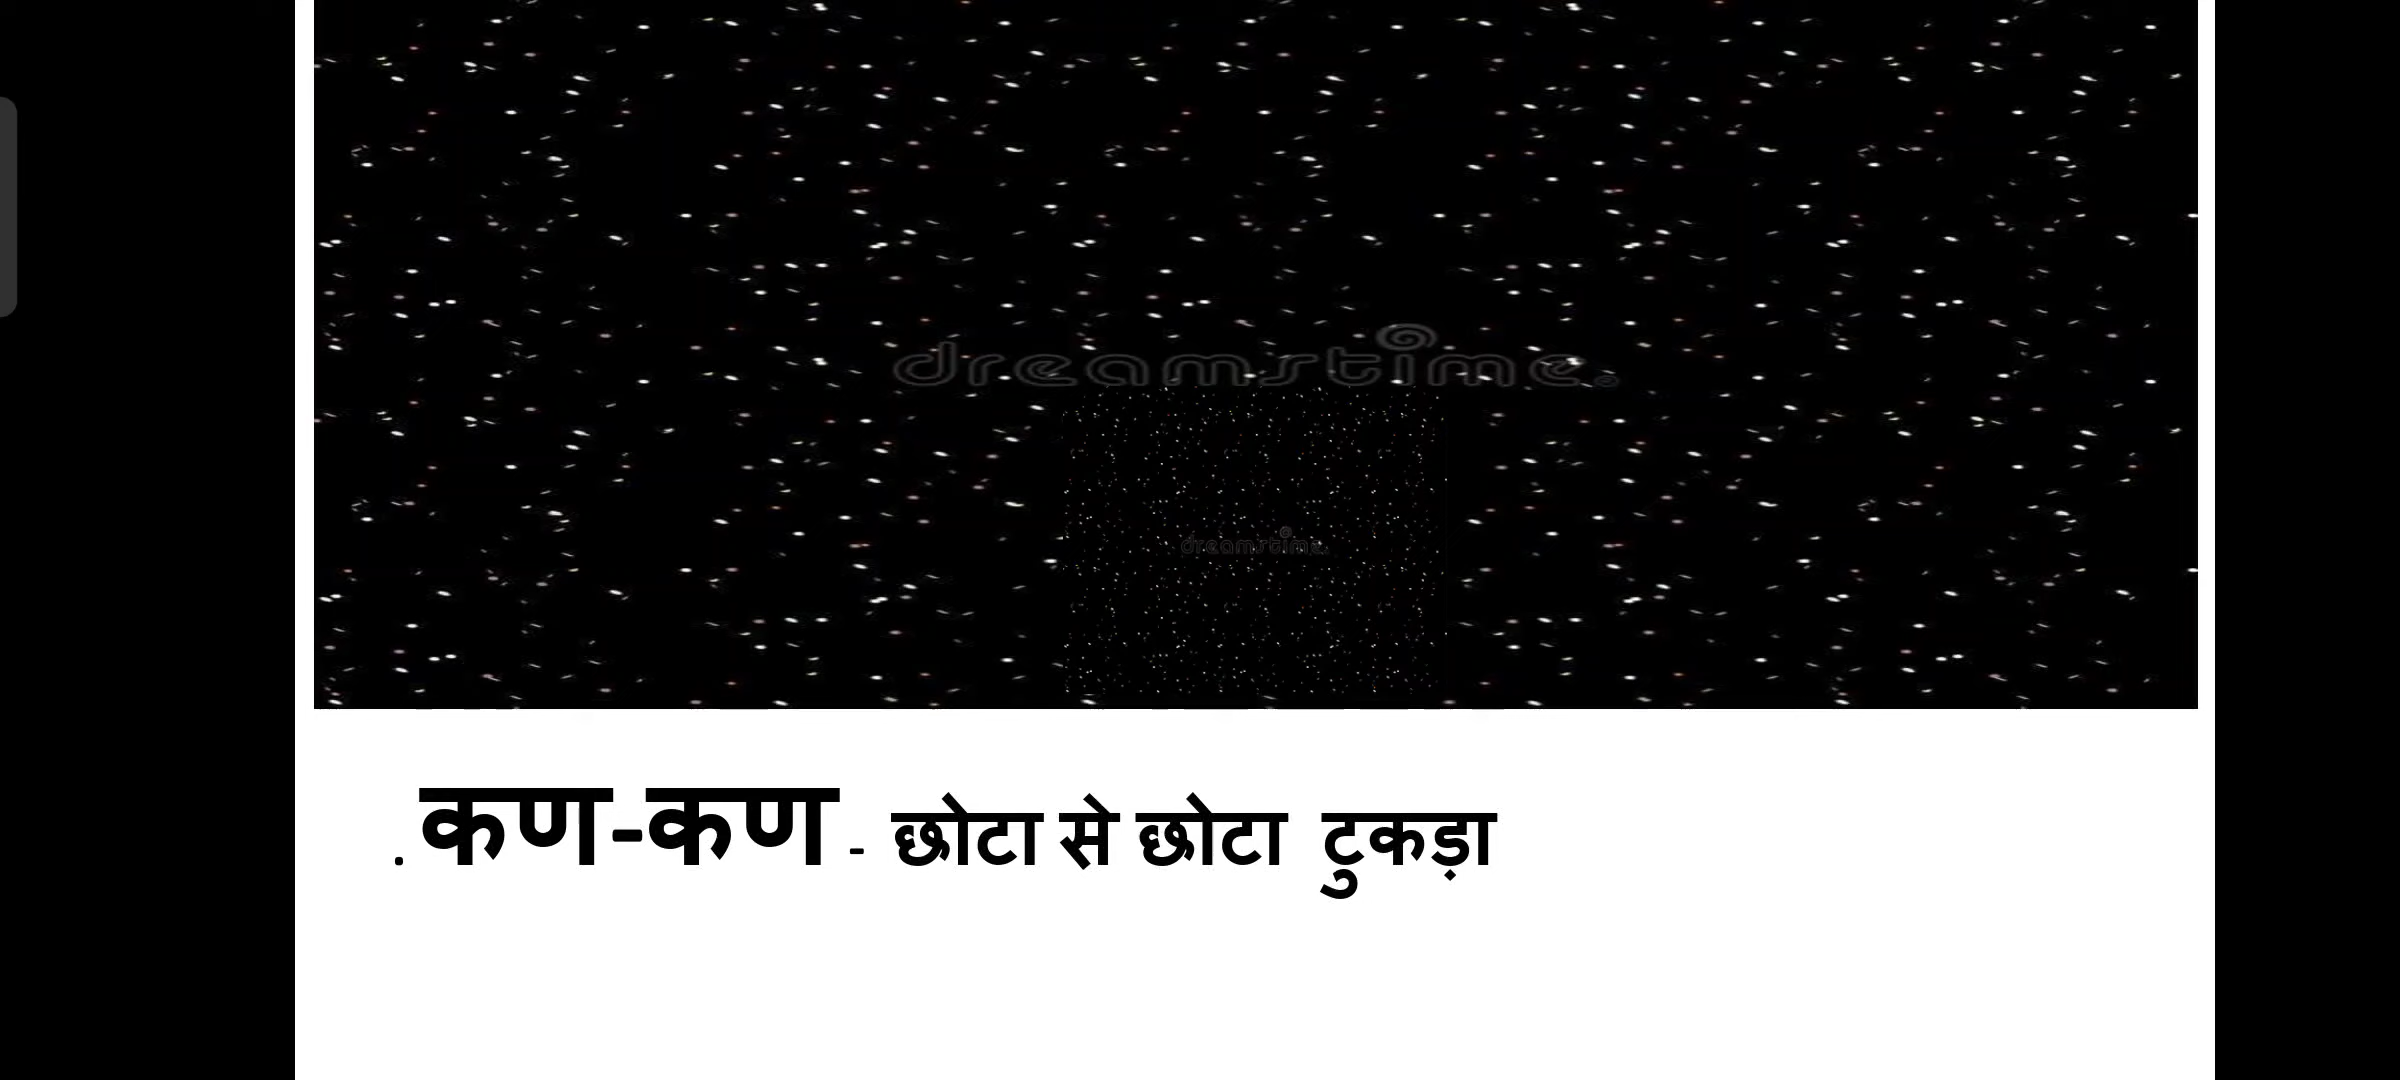 dreamstime.
dreamstime.
. कण-कण - छोटा से छोटा टुकड़ा